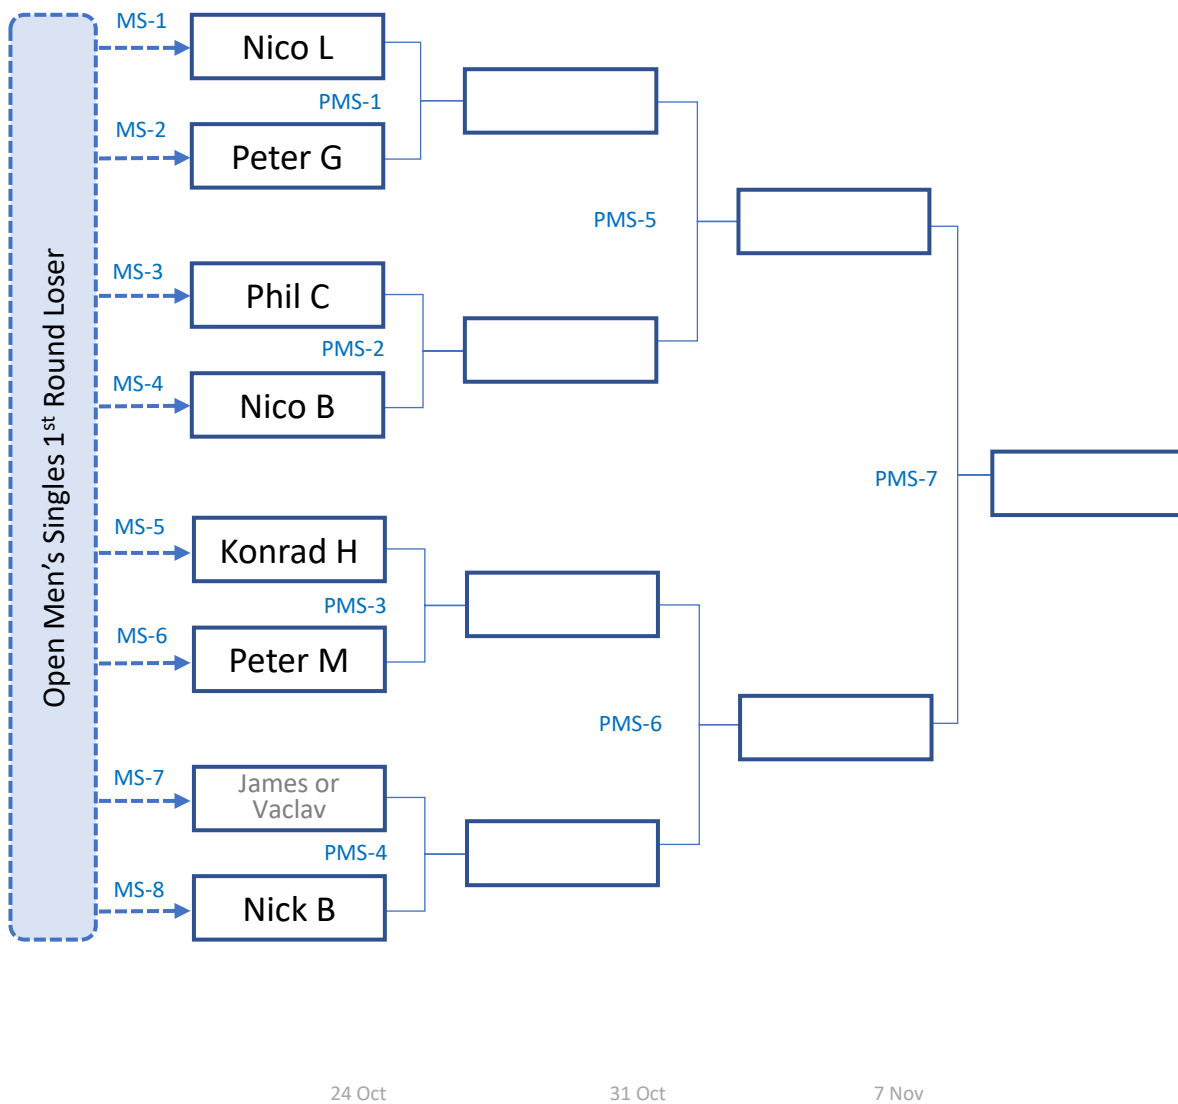 Open Men's Singles 1st Round Loser
MS-1
Nico L
PMS-1
MS-2
Peter G
PMS-5
MS-3
Phil C
PMS-2
MS-4
Nico B
PMS-7
MS-5
Konrad H
PMS-3
MS-6
Peter M
PMS-6
MS-7
James or
Vaclav
PMS-4
MS-8
Nick B
24 Oct
31 Oct
7 Nov